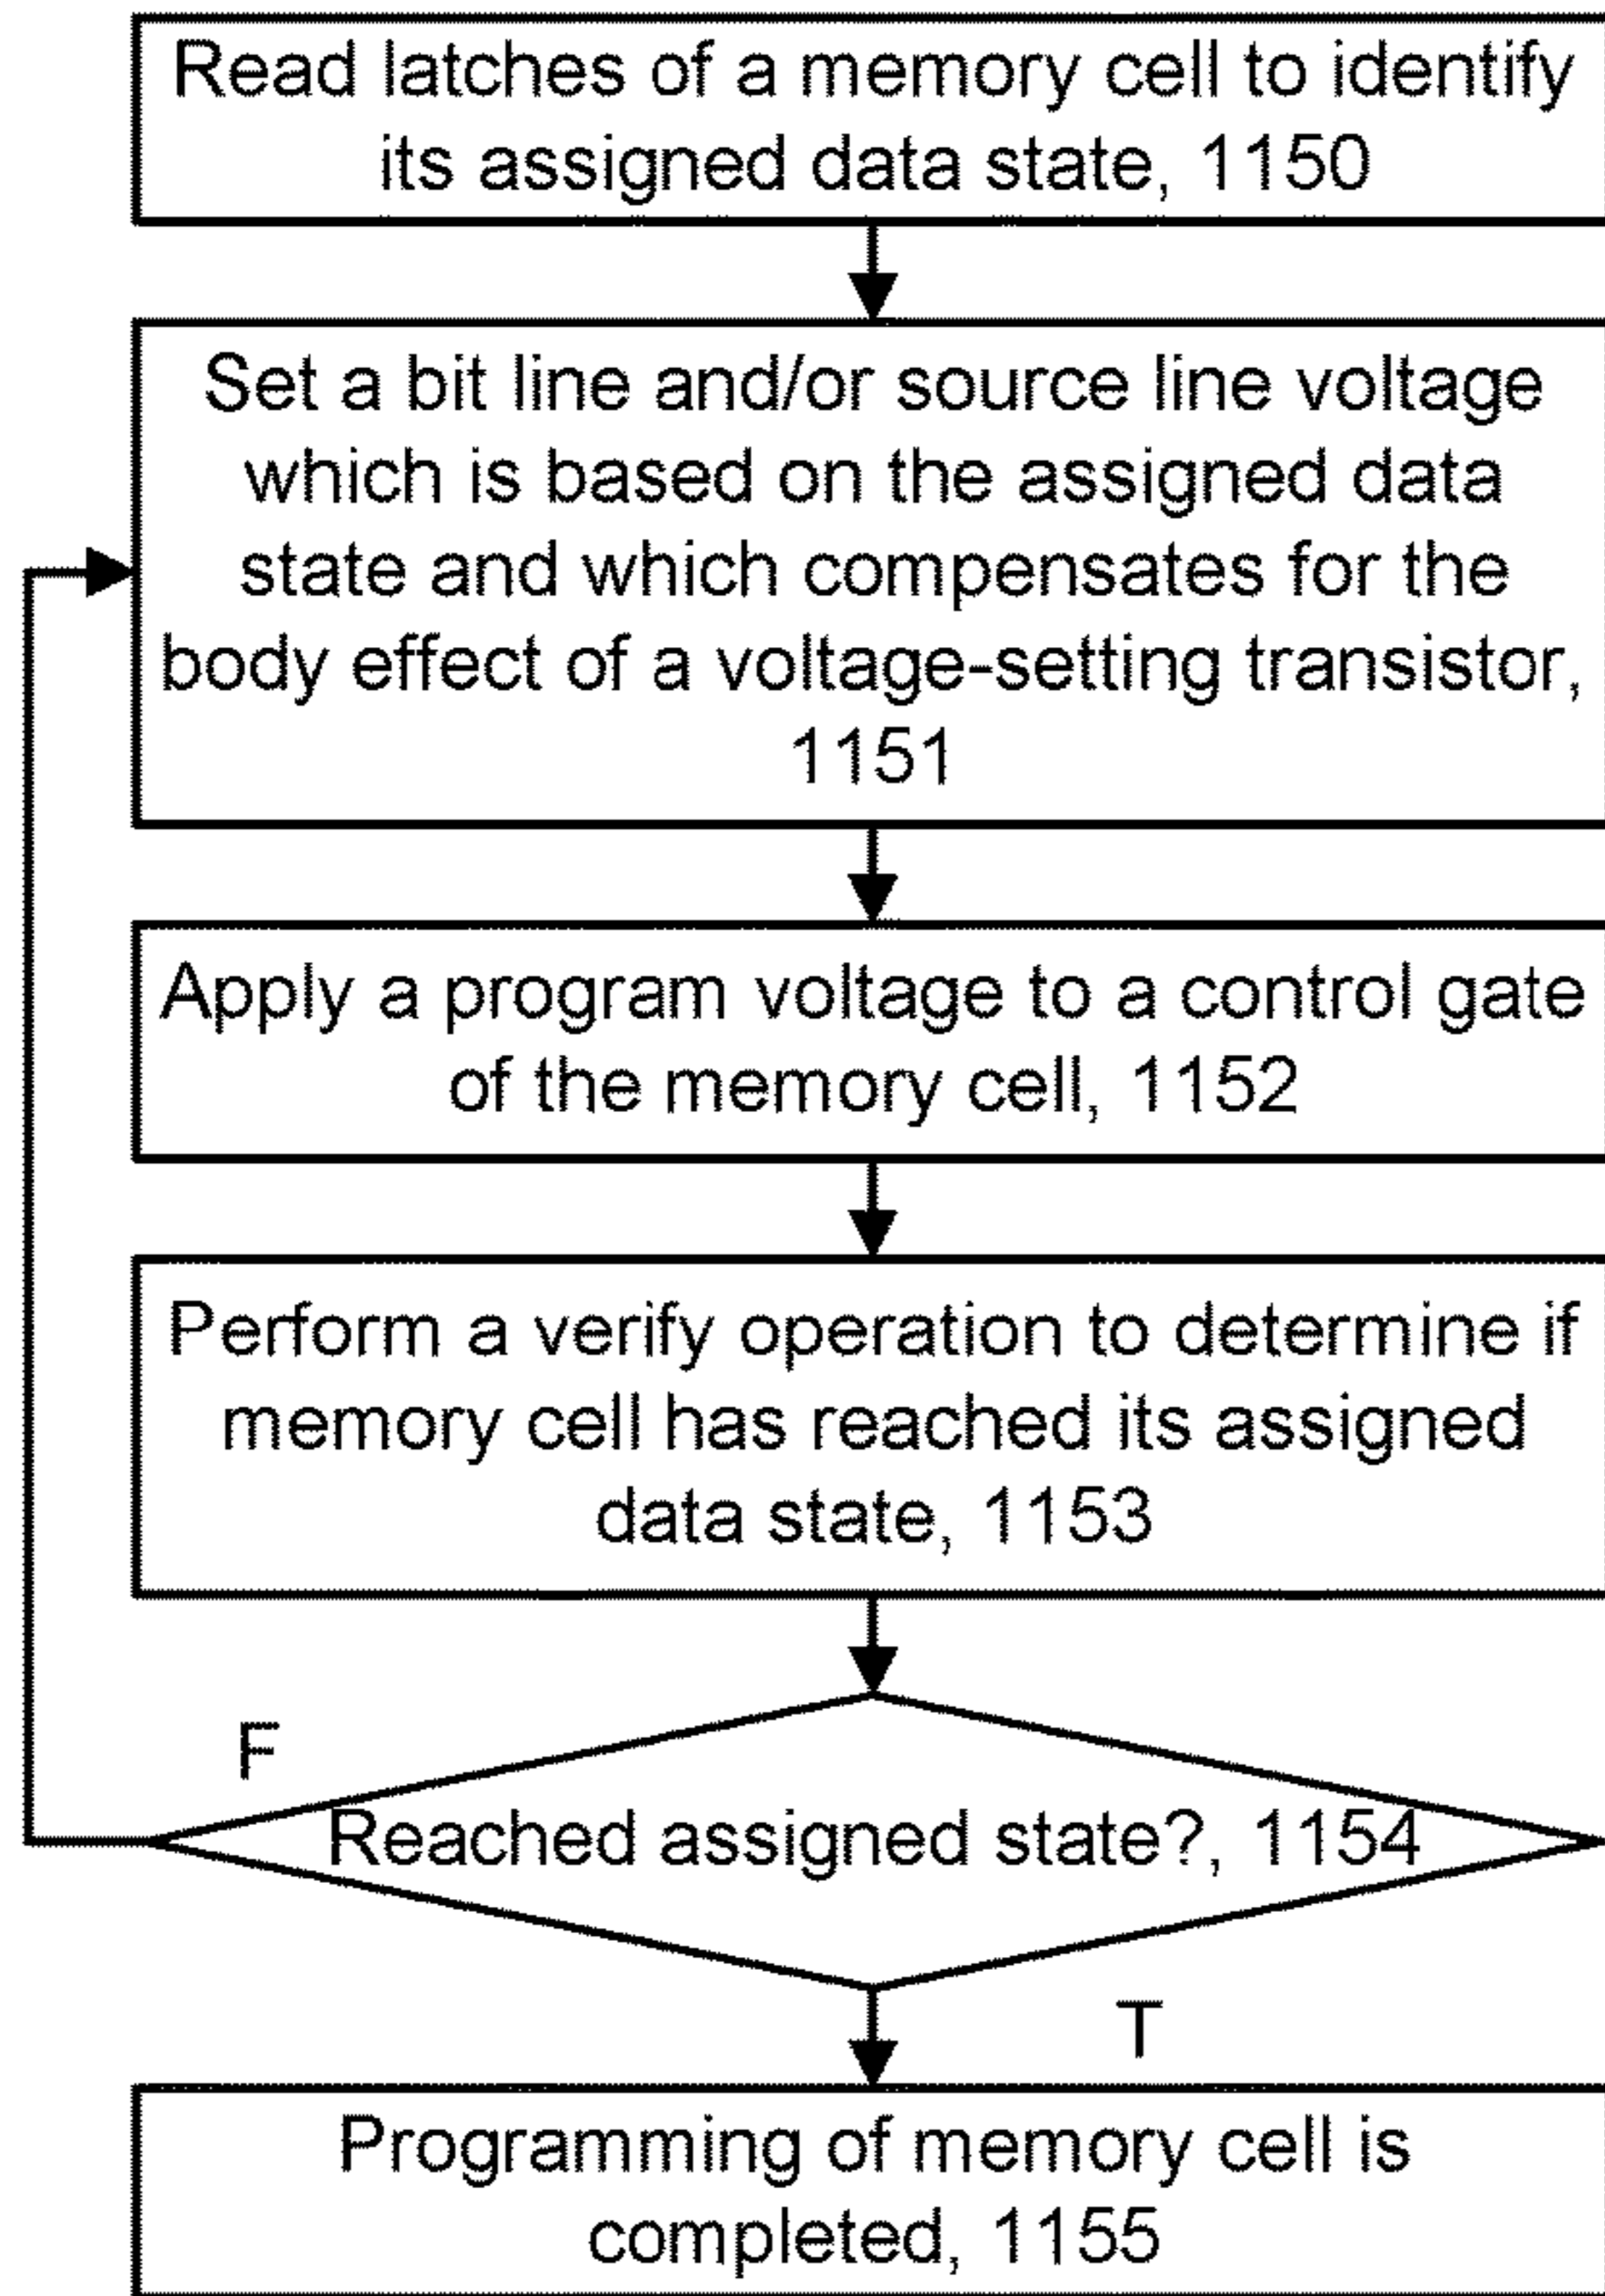 Read latches of a memory cell to identify
its assigned data state, 1150
Set a bit line and/or source line voltage
which is based on the assigned data
state and which compensates for the
body effect of a voltage-setting transistor,
1151
Apply a program voltage to a control gate
of the memory cell, 1152
Perform a verify operation to determine if
memory cell has reached its assigned
data state, 1153
F
Reached assigned state?, 1154
T
Programming of memory cell is
completed, 1155